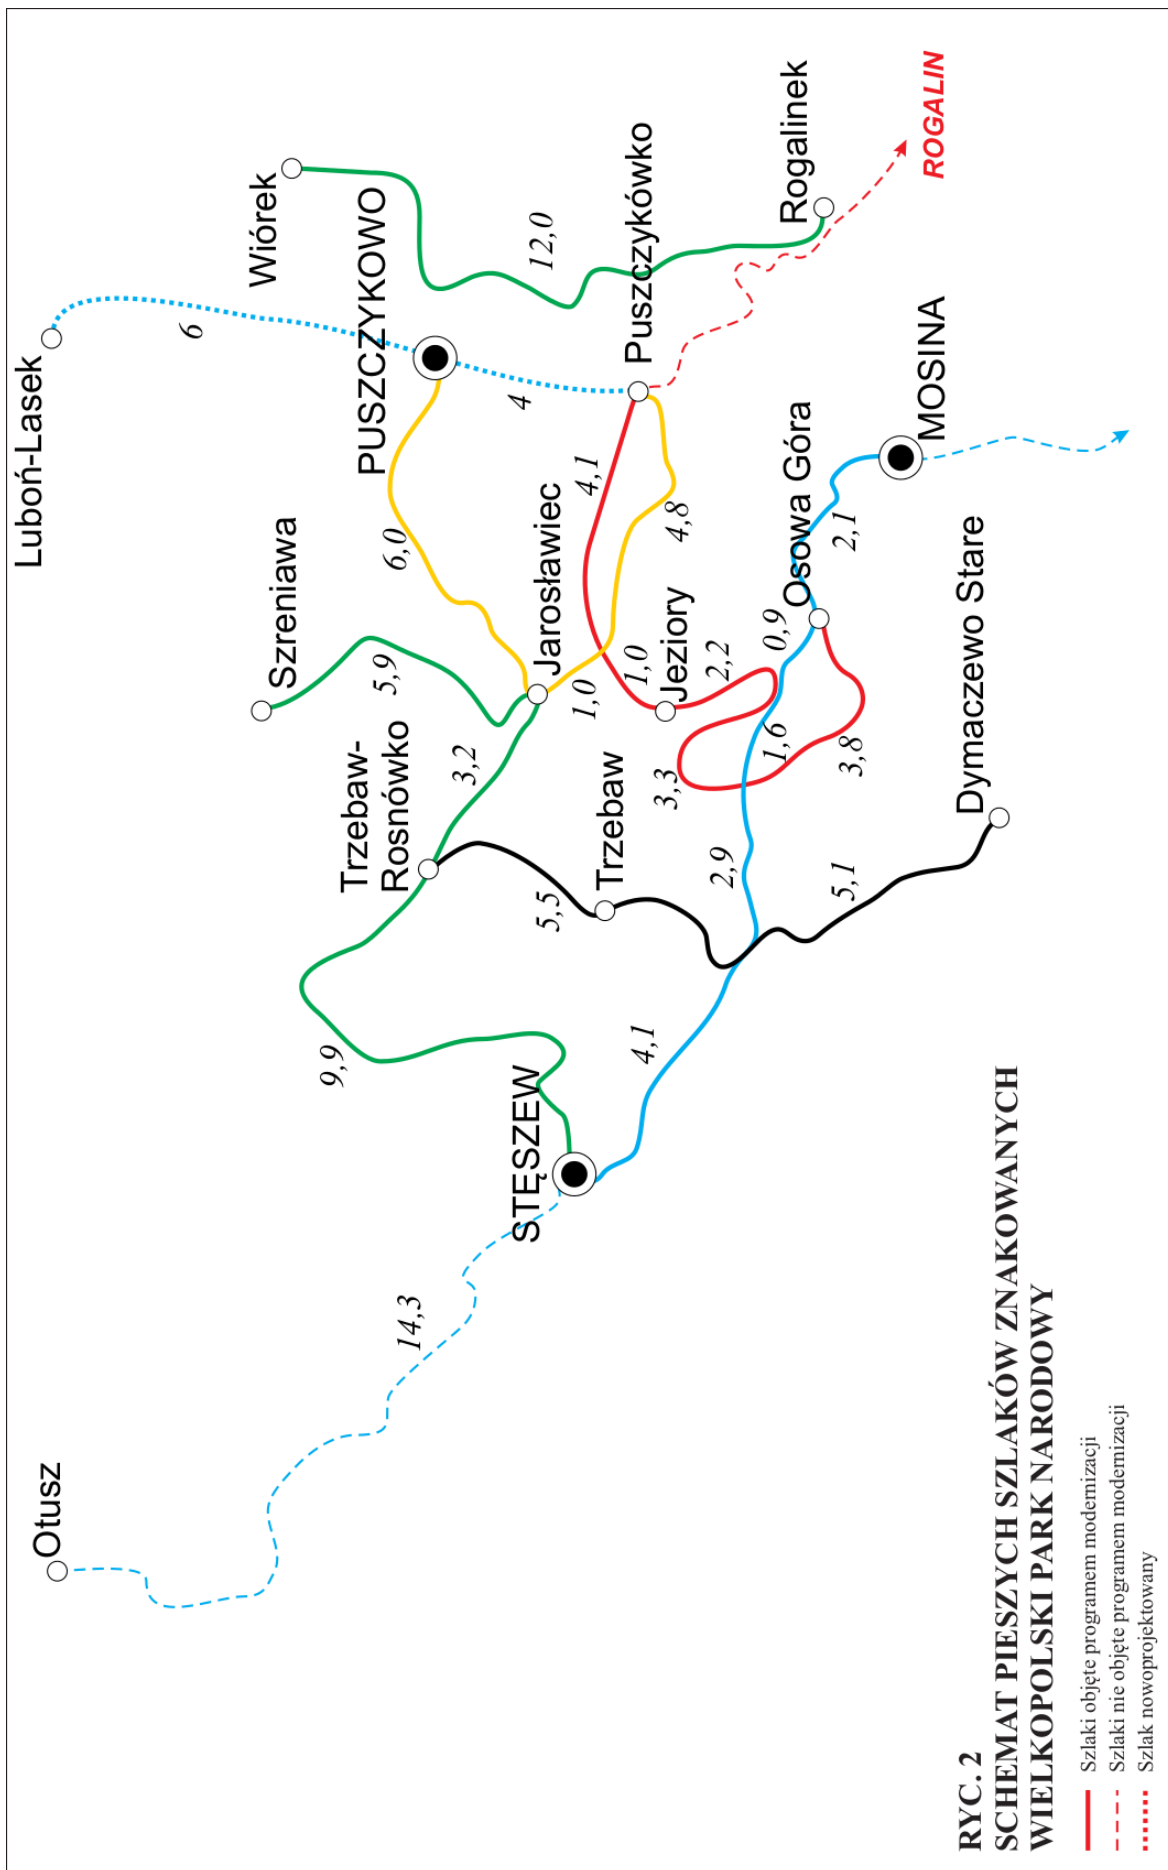 Otusz
14,3
STĘSZEW
9,9
4,1
Trzebaw-
Rosnówko
5,5
Trzebaw
2,9
5,1
Dymaczewo Stare
3,2
Szreniawa
5,9
Jarosławiec
1,0
1,0
Jeziory
2,2
3,3
1,6
3,8
0,9
Osowa Góra
2,1
MOSINA
Luboń-Lasek
6
PUSZCZYKOWO
6,0
4
4,1
4,8
Puszczykówko
Wiórek
12,0
Rogalinek
ROGALIN
RYC. 2
SCHEMAT PIESZYCH SZLAKÓW ZNAKOWANYCH
WIELKOPOLSKI PARK NARODOWY
Szlaki objęte programem modernizacji
Szlaki nie objęte programem modernizacji
Szlak nowoprojektowany